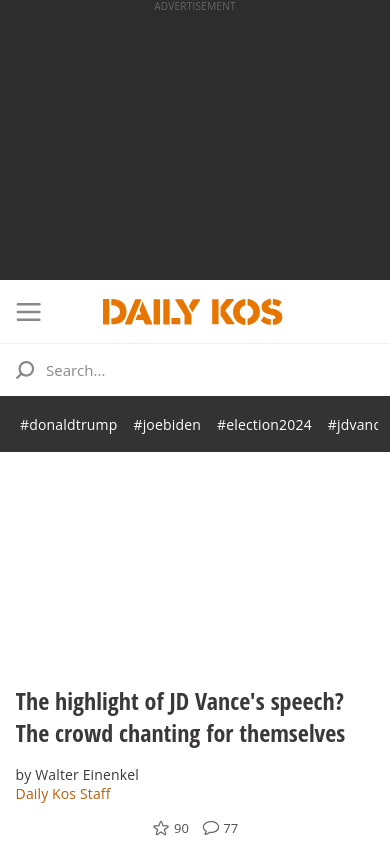 ADVERTISEMENT
DAILY KOS
Search...
#donaldtrump #joebiden #election2024 #jdvanc
The highlight of JD Vance's speech?
The crowd chanting for themselves
by Walter Einenkel
Daily Kos Staff
90 77